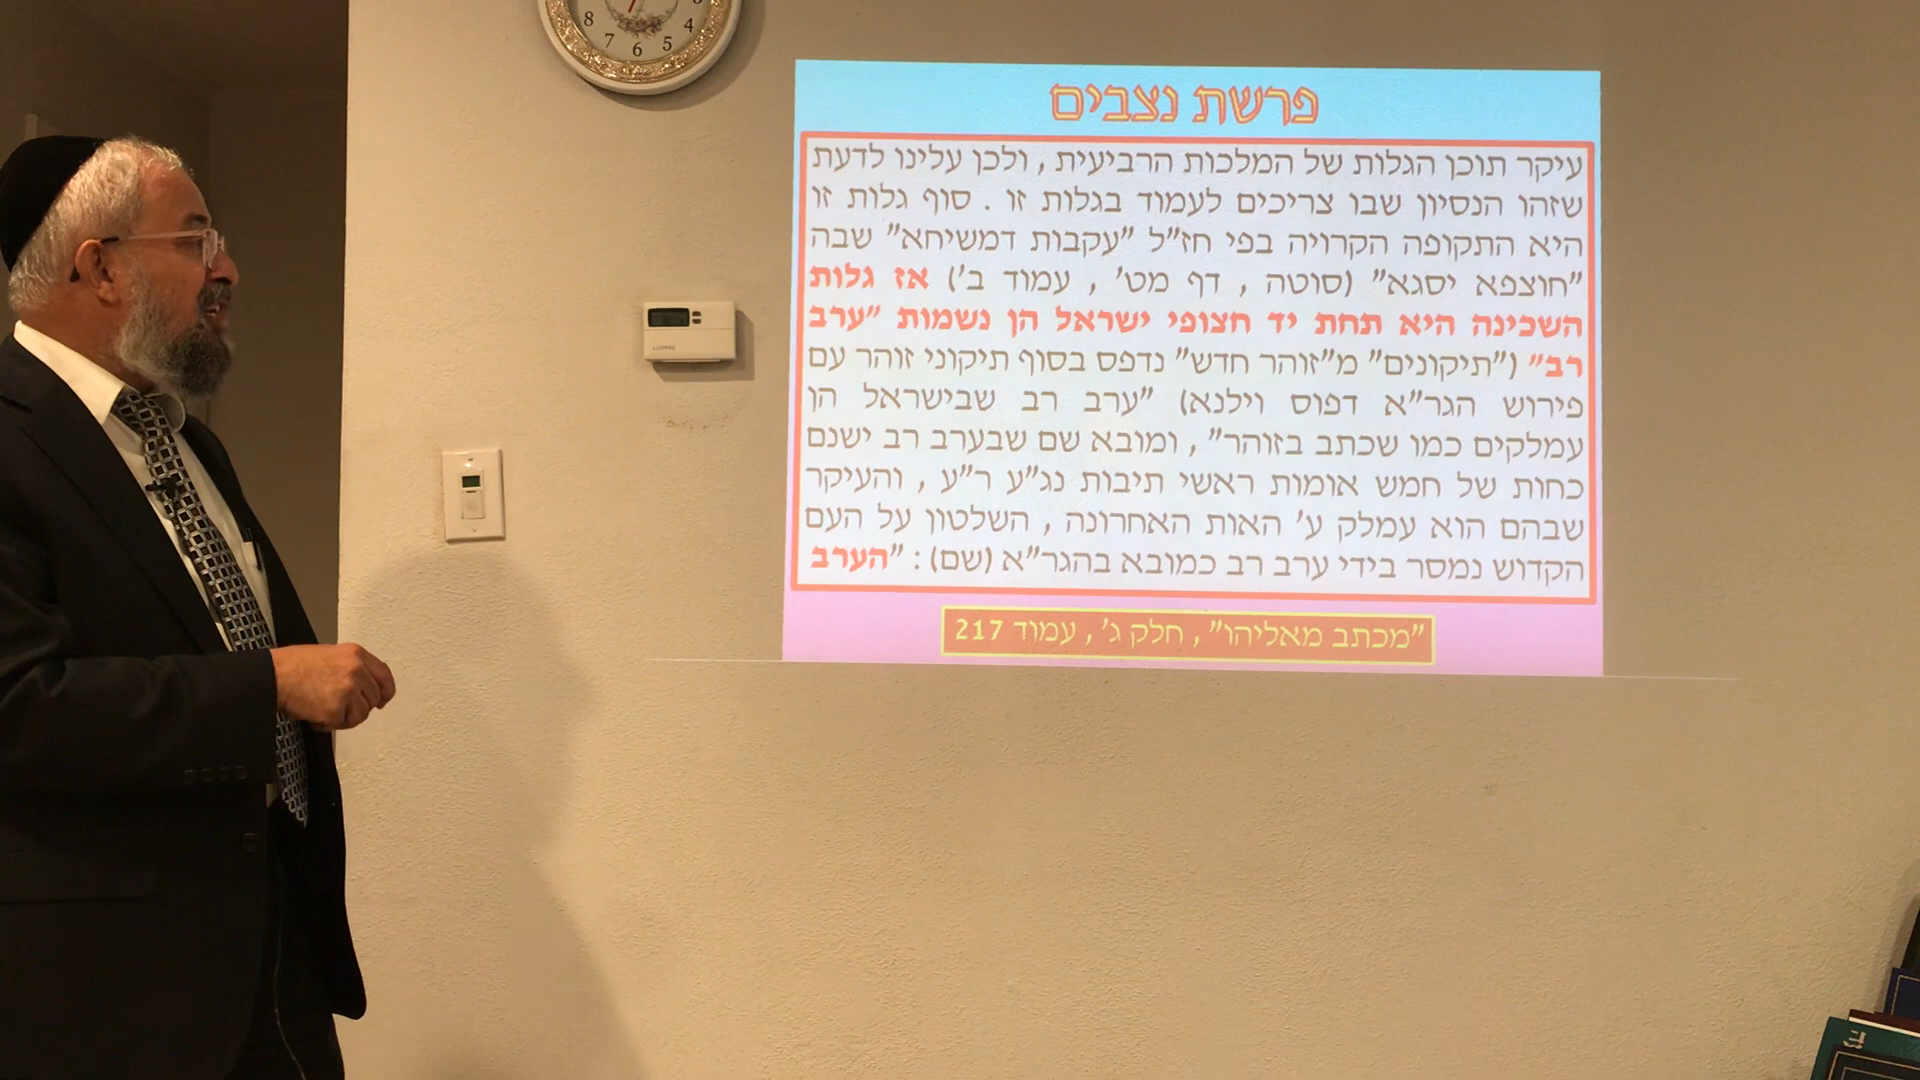 8
7
6
5
4
פרשת נצבים
עיקר תוכן הגלות של המלכות הרביעית , ולכן עלינו לדעת
שזהו הנסיון שבו צריכים לעמוד בגלות זו . סוף גלות זו
היא התקופה הקרויה בפי חז״ל ״עקבות דמשיחא״ שבה
״חוצפא יסגא״ (סוטה , דף מט׳ , עמוד ב׳) אז גלות
השכינה היא תחת יד חצופי ישראל הן נשמות ״ערב
רב״ (״תיקונים״ מ״זוהר חדש״ נדפס בסוף תיקוני זוהר עם
פירוש הגר״א דפוס וילנא) ״ערב רב שבישראל הן
עמלקים כמו שכתב בזוהר״ , ומובא שם שבערב רב ישנם
כחות של חמש אומות ראשי תיבות נג״ע ר״ע , והעיקר
שבהם הוא עמלק ע׳ האות האחרונה , השלטון על העם
הקדוש נמסר בידי ערב רב כמובא בהגר״א (שם) : ״הערב
״מכתב מאליהו״ , חלק ג׳ , עמוד 217